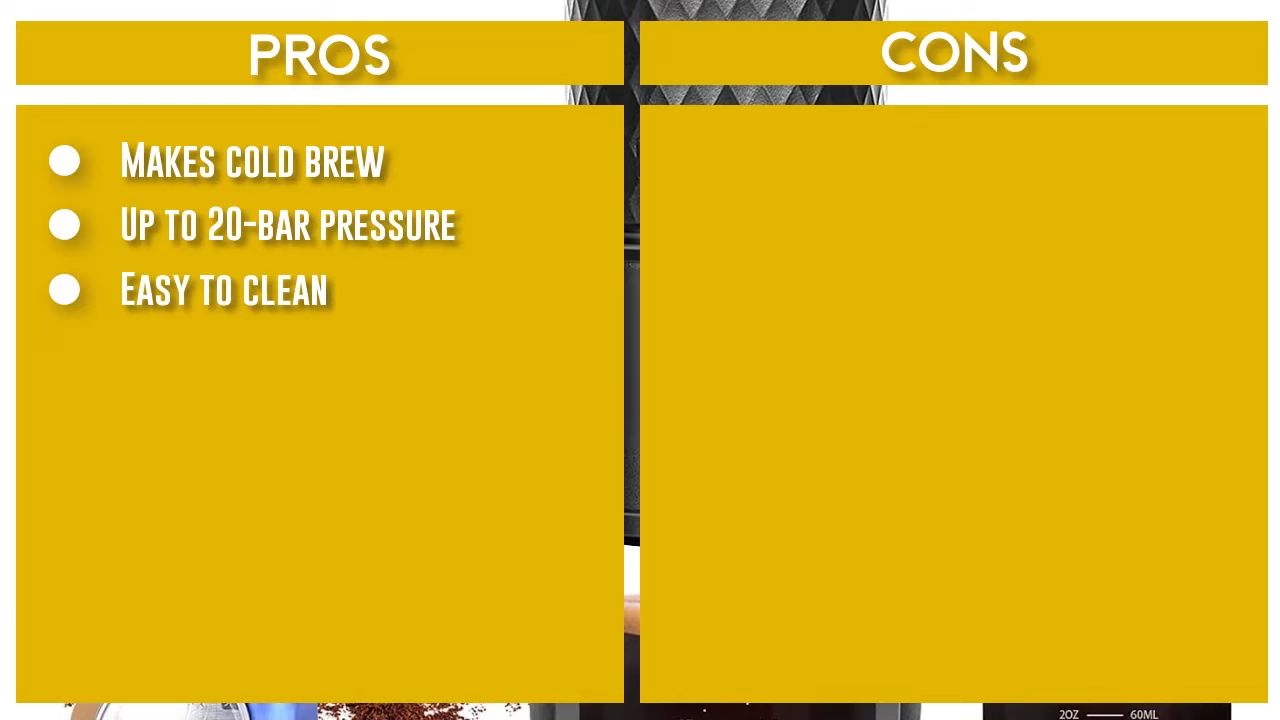 PROS
CONS
Makes cold brew
Up to 20-bar pressure
Easy to clean
2OZ 60ML